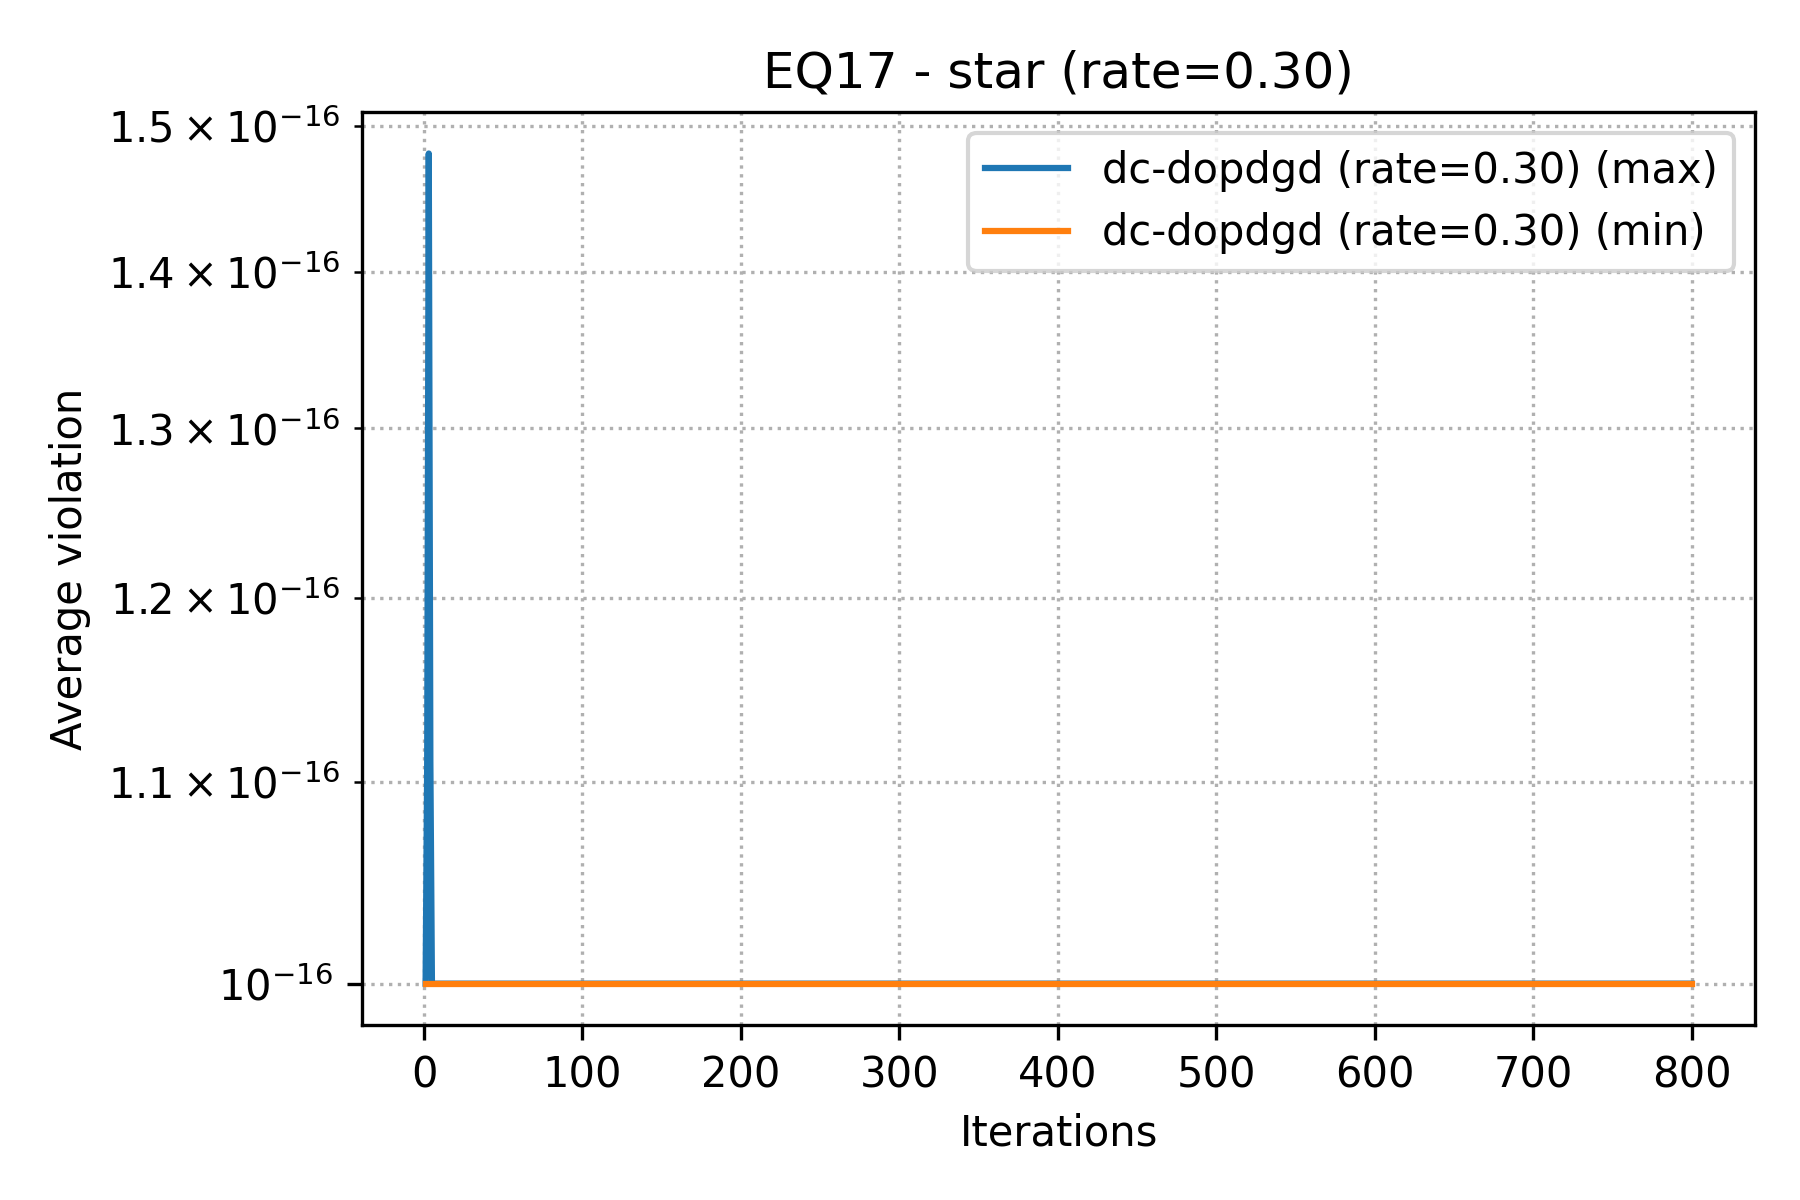 EQ17 - star (rate=0.30)
1.5 × 10⁻¹⁶
1.4 × 10⁻¹⁶
1.3 × 10⁻¹⁶
1.2 × 10⁻¹⁶
1.1 × 10⁻¹⁶
10⁻¹⁶
Average violation
dc-dopdgd (rate=0.30) (max)
dc-dopdgd (rate=0.30) (min)
0 100 200 300 400 500 600 700 800
Iterations